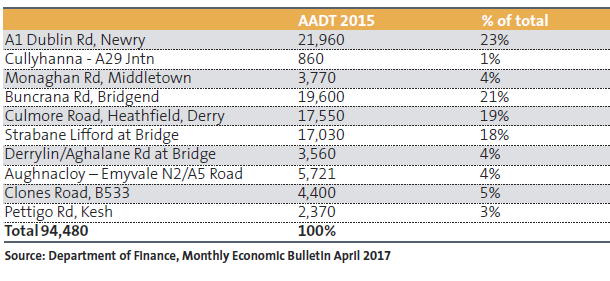 AADT 2015 % of total
A1 Dublin Rd, Newry 21,960 23%
Cullyhanna - A29 Jntn 860 1%
Monaghan Rd, Middletown 3,770 4%
Buncrana Rd, Bridgend 19,600 21%
Culmore Road, Heathfield, Derry 17,550 19%
Strabane Lifford at Bridge 17,030 18%
Derrylin/Aghalane Rd at Bridge 3,560 4%
Aughnacloy – Emyvale N2/A5 Road 5,721 4%
Clones Road, B533 4,400 5%
Pettigo Rd, Kesh 2,370 3%
Total 94,480 100%
Source: Department of Finance, Monthly Economic Bulletin April 2017